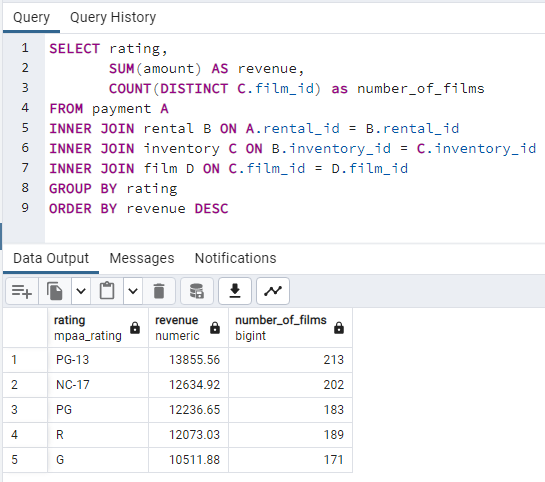 Query Query History
1 SELECT rating,
2 SUM(amount) AS revenue,
3 COUNT(DISTINCT C.film_id) as number_of_films
4 FROM payment A
5 INNER JOIN rental B ON A.rental_id = B.rental_id
6 INNER JOIN inventory C ON B.inventory_id = C.inventory_id
7 INNER JOIN film D ON C.film_id = D.film_id
8 GROUP BY rating
9 ORDER BY revenue DESC
Data Output Messages Notifications
rating revenue number_of_films
mpaa_rating numeric bigint
1 PG-13 13855.56 213
2 NC-17 12634.92 202
3 PG 12236.65 183
4 R 12073.03 189
5 G 10511.88 171